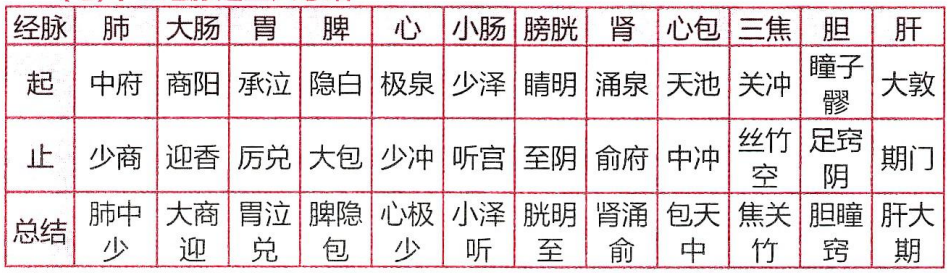 经脉 肺 大肠 胃 脾 心 小肠 膀胱 肾 心包 三焦 胆 肝
起 中府 商阳 承泣 隐白 极泉 少泽 睛明 涌泉 天池 关冲 瞳子髎 大敦
止 少商 迎香 厉兑 大包 少冲 听宫 至阴 俞府 中冲 丝竹空 足窍阴 期门
总结 肺中少 大商迎 胃泣兑 脾隐包 心极少 小泽听 胱明至 肾涌俞 包天中 焦关竹 胆瞳窍 肝大期